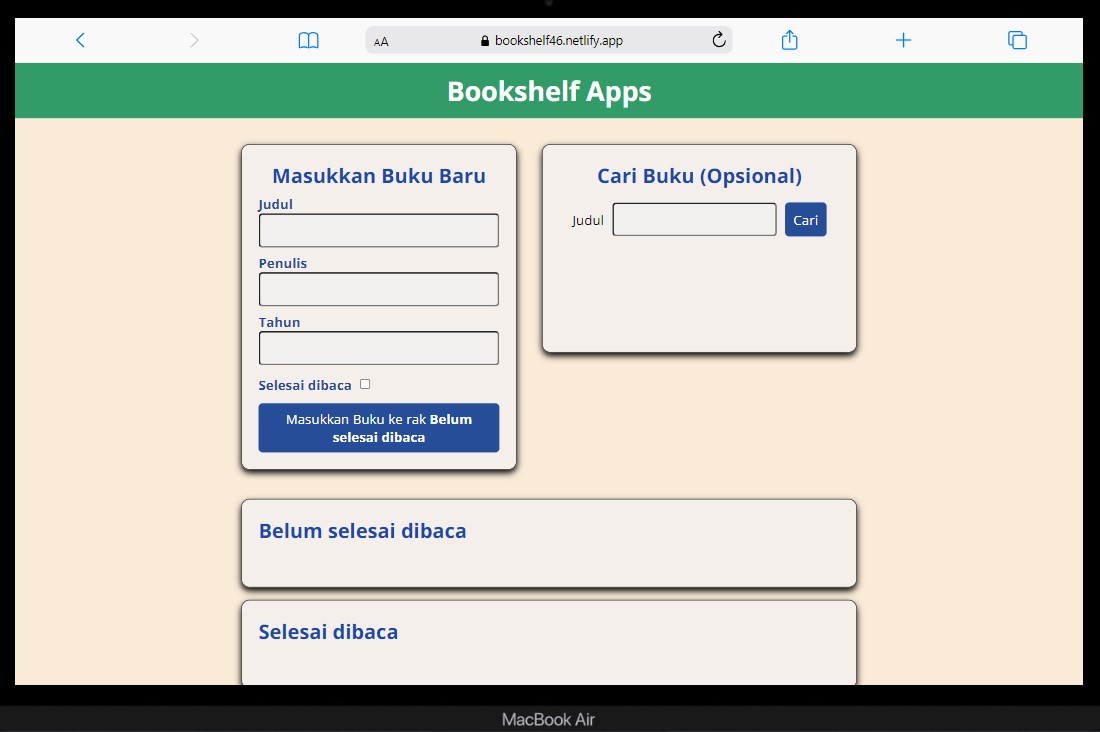 AA
bookshelf46.netlify.app
Bookshelf Apps
Masukkan Buku Baru
Judul
Penulis
Tahun
Selesai dibaca
Masukkan Buku ke rak Belum
selesai dibaca
Cari Buku (Opsional)
Judul
Cari
Belum selesai dibaca
Selesai dibaca
MacBook Air